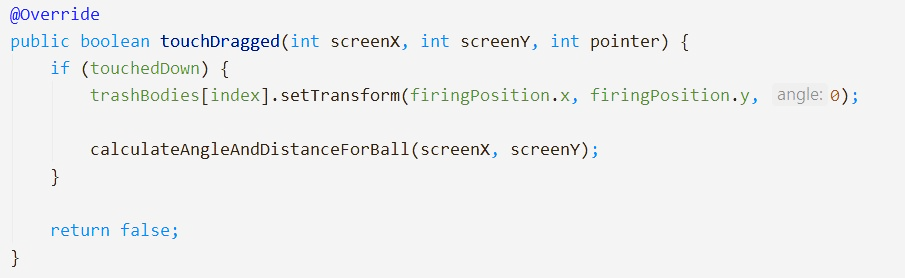 @Override
public boolean touchDragged(int screenX, int screenY, int pointer) {
if (touchedDown) {
trashBodies[index].setTransform(firingPosition.x, firingPosition.y, angle: 0);
calculateAngleAndDistanceForBall(screenX, screenY);
}
return false;
}